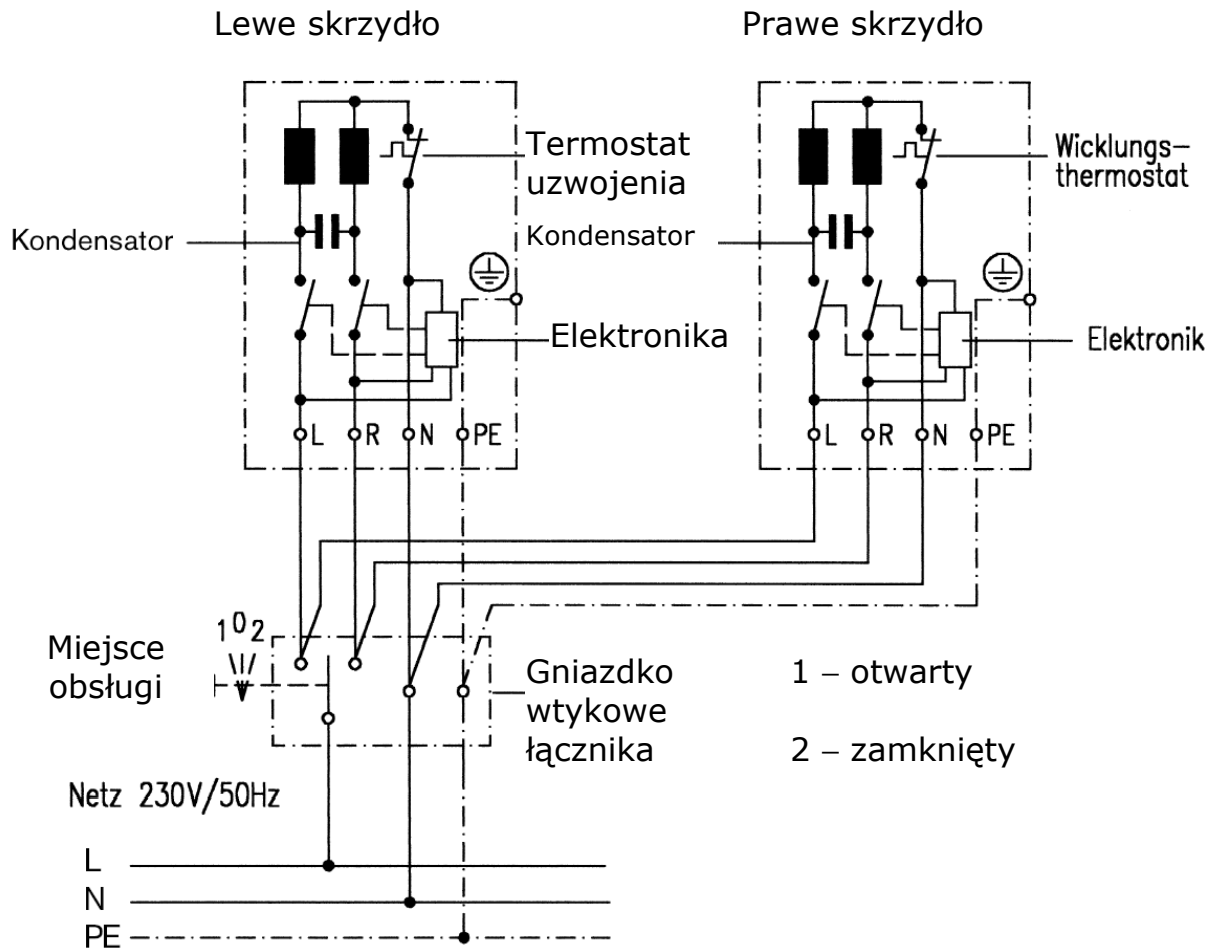 Lewe skrzydło
Prawe skrzydło
Termostat
uzwojenia
Wicklungs-
thermostat
Kondensator
Kondensator
Elektronika
Elektronik
L R N PE
L R N PE
1 0 2
Miejsce
obsługi
Gniazdko
wtykowe
łącznika
1 – otwarty
2 – zamknięty
Netz 230V/50Hz
L
N
PE